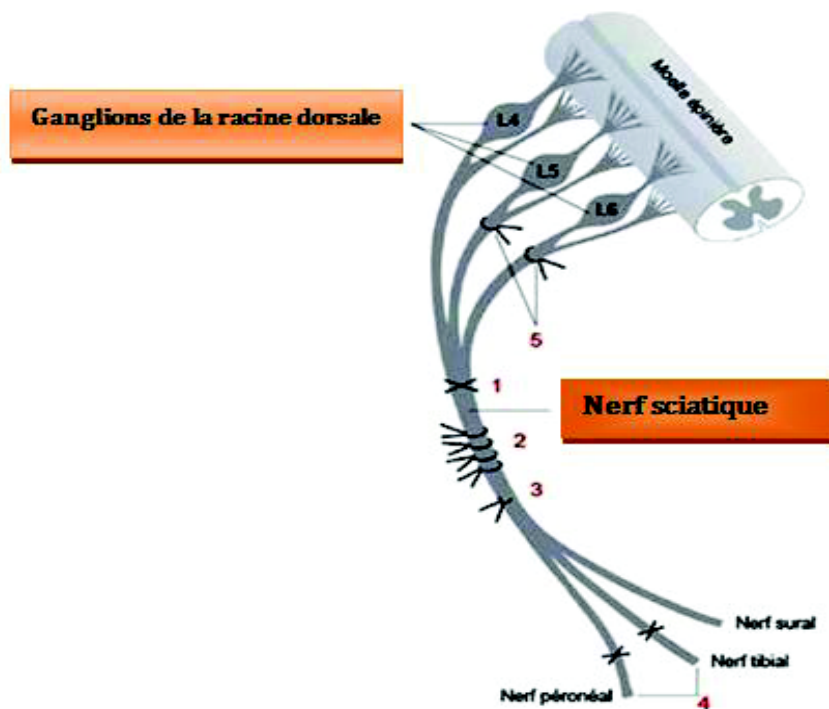 Moelle épinière
Ganglions de la racine dorsale
L4
L5
L6
5
1
Nerf sciatique
2
3
Nerf sural
Nerf tibial
Nerf péronéal
4